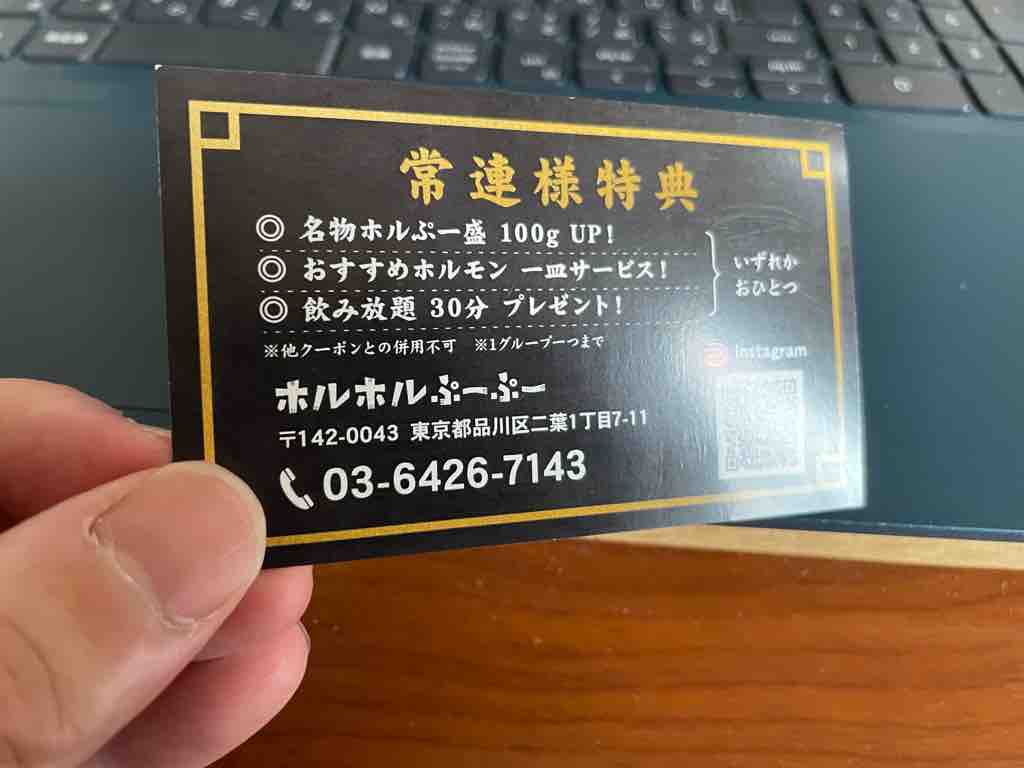 常連様特典
◎ 名物ホルぷー盛 100g UP!
◎ おすすめホルモン 一皿サービス!
◎ 飲み放題 30分 プレゼント!
いずれか
おひとつ
※他クーポンとの併用不可 ※1グループ一つまで
Instagram
ホルホルぷーぷー
〒142-0043 東京都品川区二葉1丁目7-11
03-6426-7143